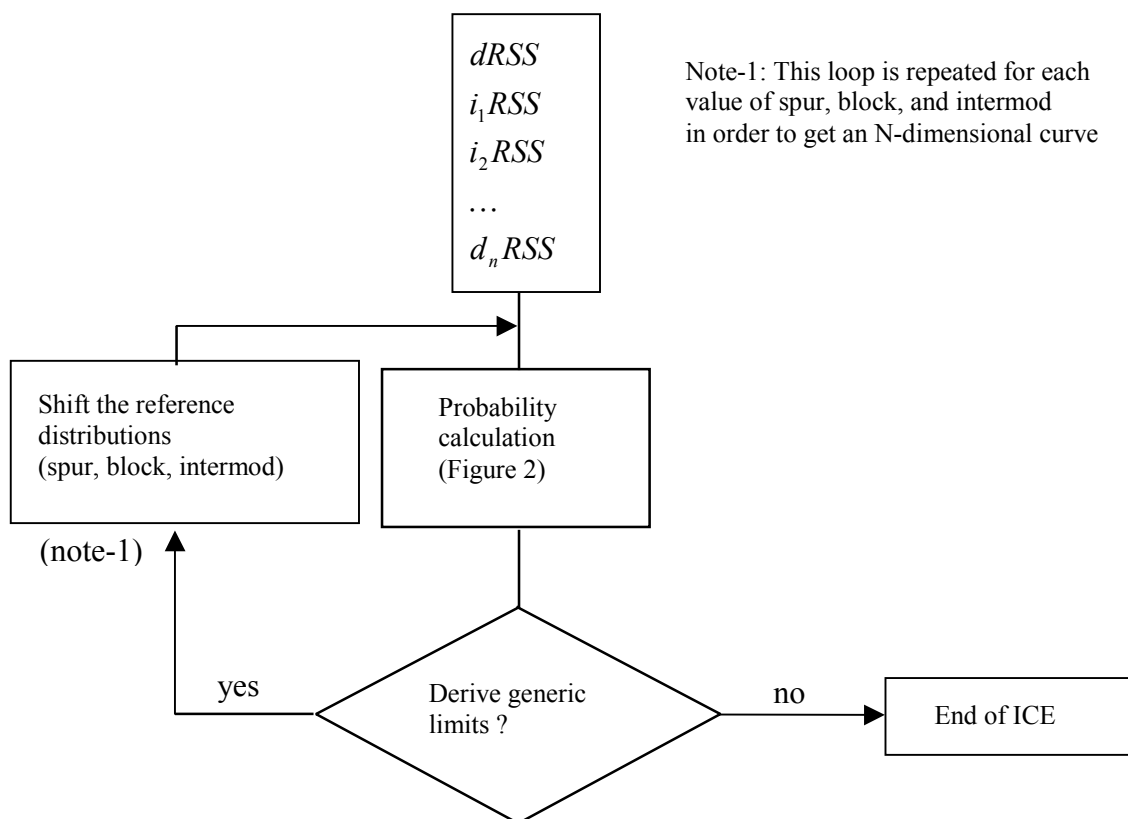 dRSS
i₁RSS
i₂RSS
…
dₙRSS
Note-1: This loop is repeated for each
value of spur, block, and intermod
in order to get an N-dimensional curve
Shift the reference
distributions
(spur, block, intermod)
Probability
calculation
(Figure 2)
(note-1)
yes
Derive generic
limits ?
no
End of ICE